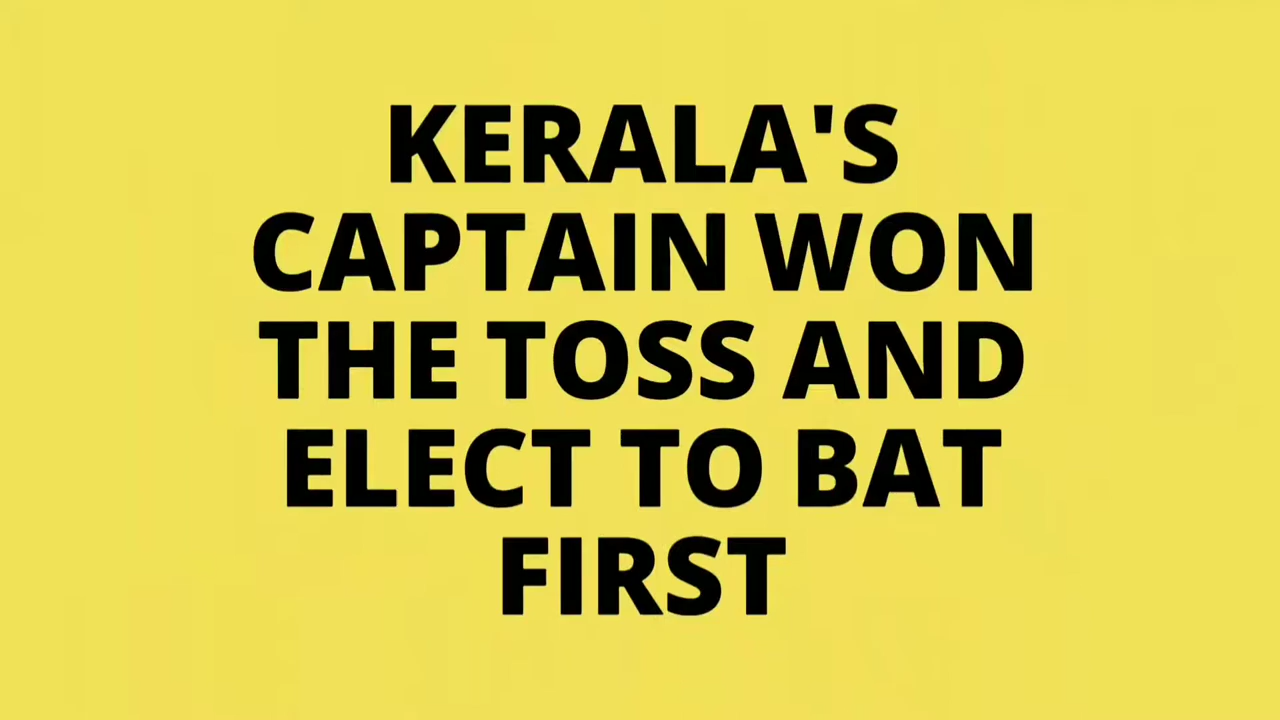 KERALA'S
CAPTAIN WON
THE TOSS AND
ELECT TO BAT
FIRST